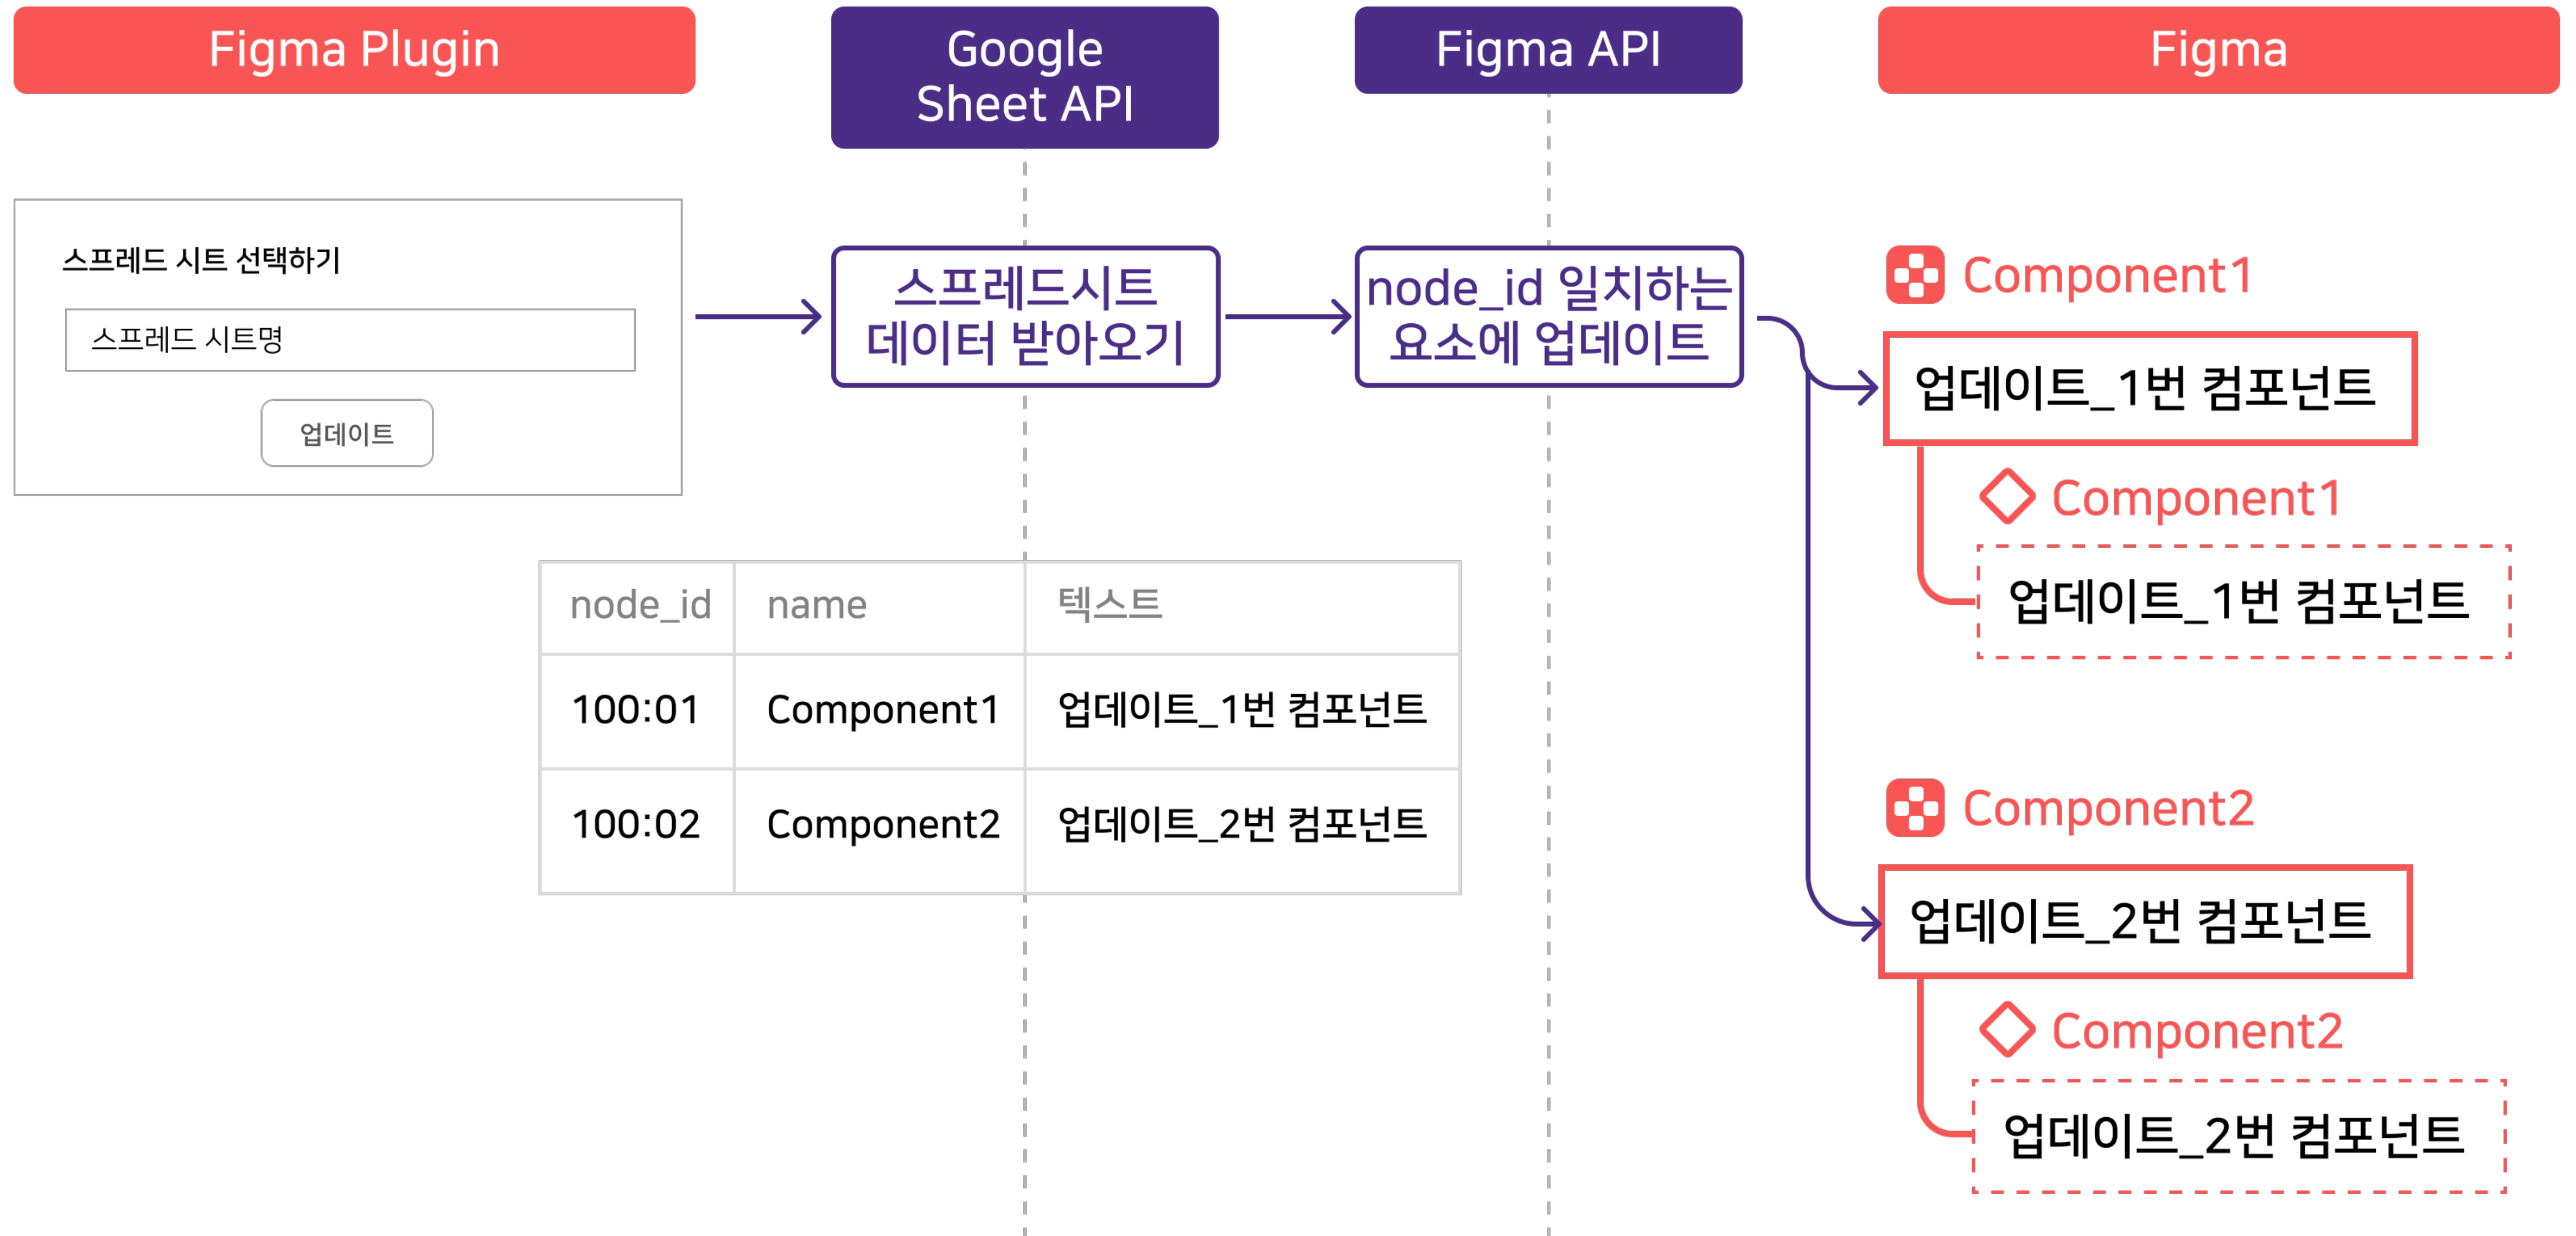 Figma Plugin
Google
Sheet API
Figma API
Figma
스프레드 시트 선택하기
스프레드 시트명
업데이트
스프레드시트
데이터 받아오기
node_id 일치하는
요소에 업데이트
node_id name 텍스트
100:01 Component1 업데이트_1번 컴포넌트
100:02 Component2 업데이트_2번 컴포넌트
Component1
업데이트_1번 컴포넌트
Component1
업데이트_1번 컴포넌트
Component2
업데이트_2번 컴포넌트
Component2
업데이트_2번 컴포넌트